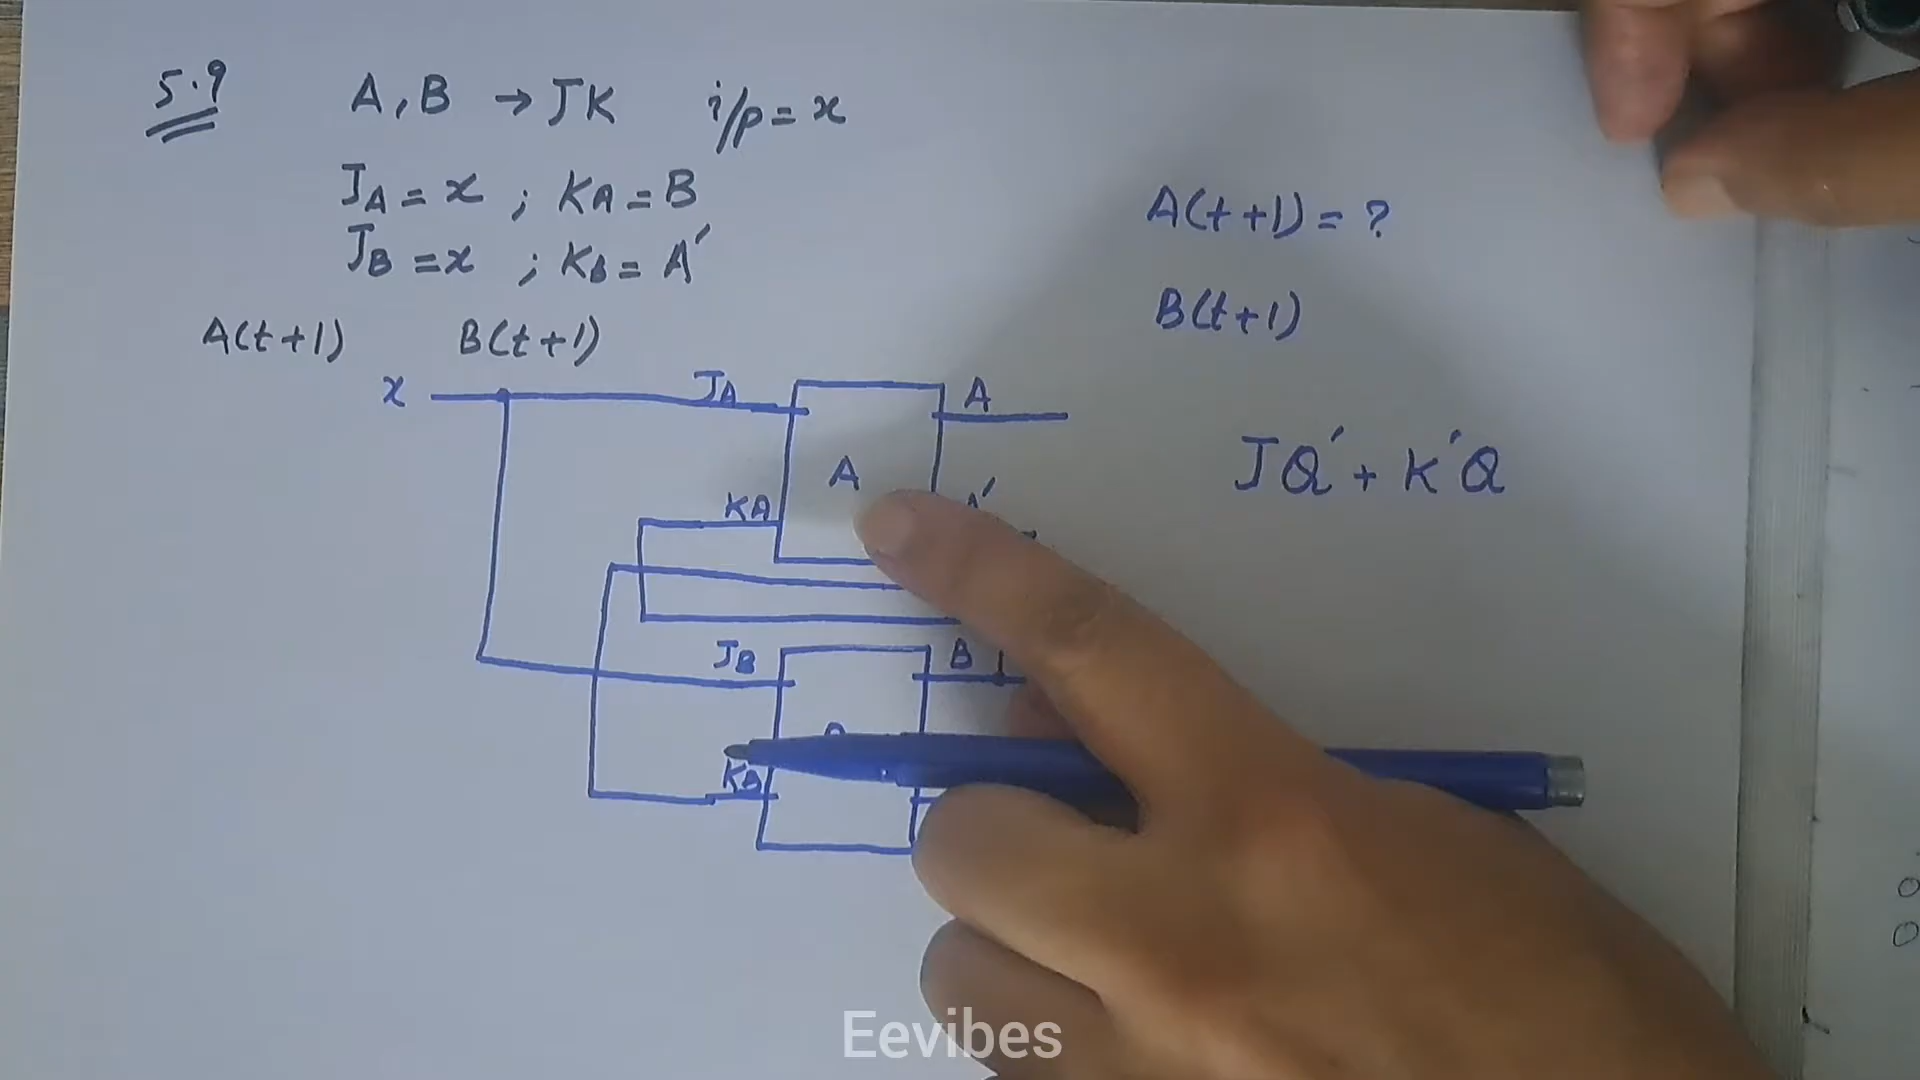 5.9
A, B → JK i/p = x
JA = x ; KA = B
JB = x ; KB = A'
A(t+1) B(t+1)
A(t+1) = ?
B(t+1)
JQ' + K'Q
x JA A
A
KA A'
JB B
KB
Eevibes